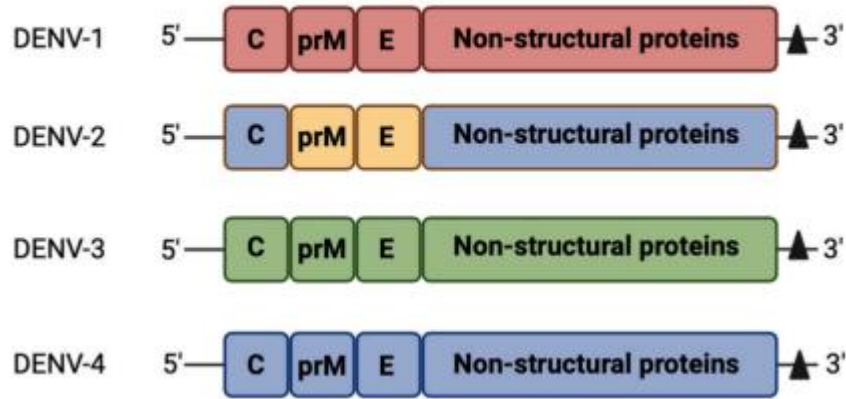 DENV-1 5' C prM E Non-structural proteins 3'
DENV-2 5' C prM E Non-structural proteins 3'
DENV-3 5' C prM E Non-structural proteins 3'
DENV-4 5' C prM E Non-structural proteins 3'